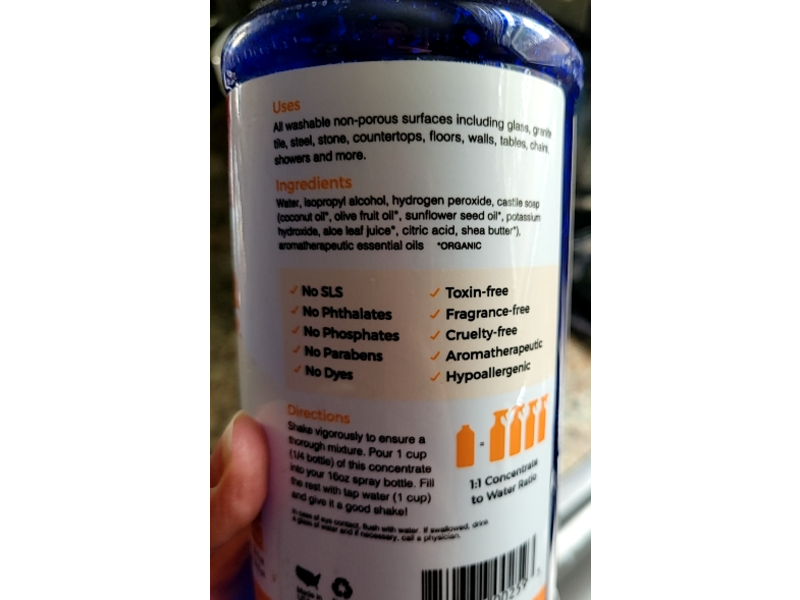 Uses
All washable non-porous surfaces including glass, granite
tile, steel, stone, countertops, floors, walls, tables, chairs,
showers and more.
Ingredients
Water, isopropyl alcohol, hydrogen peroxide, castile soap
(coconut oil*, olive fruit oil*, sunflower seed oil*, potassium
hydroxide, aloe leaf juice*, citric acid, shea butter*),
aromatherapeutic essential oils *ORGANIC
✓ No SLS
✓ No Phthalates
✓ No Phosphates
✓ No Parabens
✓ No Dyes
✓ Toxin-free
✓ Fragrance-free
✓ Cruelty-free
✓ Aromatherapeutic
✓ Hypoallergenic
Directions
Shake vigorously to ensure a
thorough mixture. Pour 1 cup
(1/4 bottle) of this concentrate
into your 16oz spray bottle. Fill
the rest with tap water (1 cup)
and give it a good shake!
=
1:1 Concentrate
to Water Ratio
In case of eye contact, flush with water. If swallowed, drink
a glass of water and if necessary, call a physician.
Made in